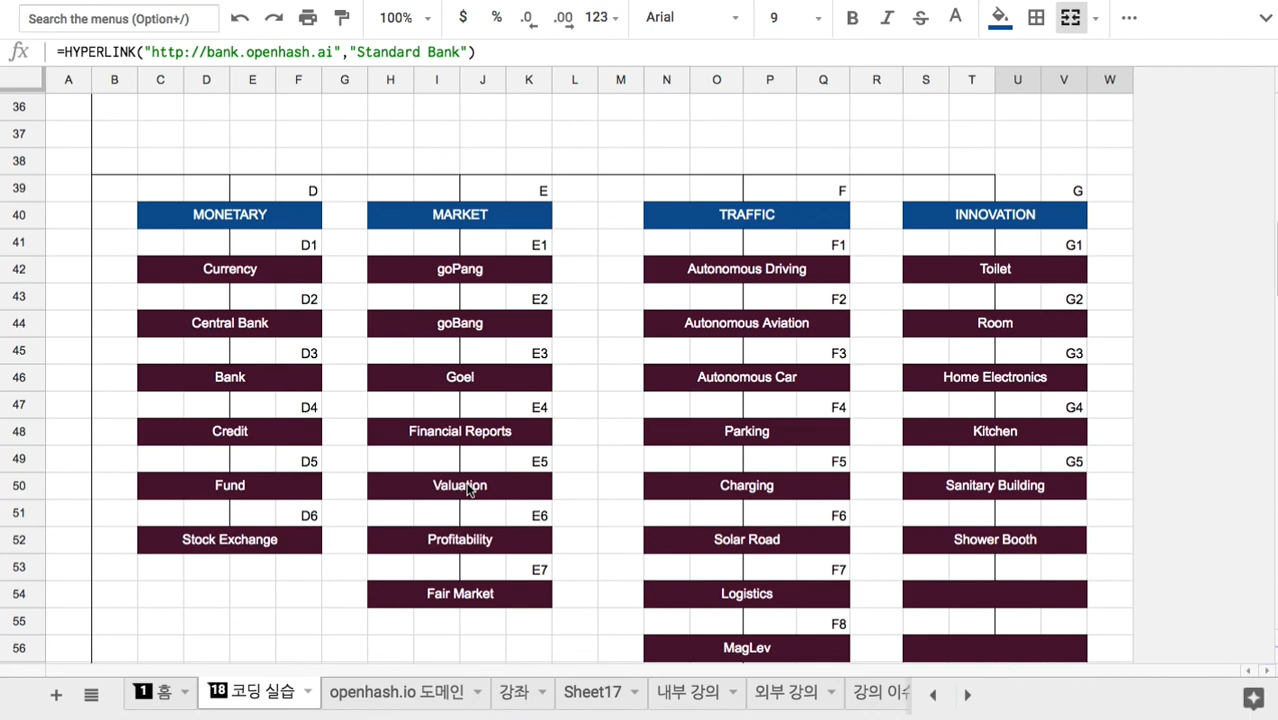 Search the menus (Option+/)
100%
$ % .0 .00 123
Arial
9
B I S A
fx =HYPERLINK("http://bank.openhash.ai","Standard Bank")
A B C D E F G H I J K L M N O P Q R S T U V W
36
37
38
39 D E F G
40 MONETARY MARKET TRAFFIC INNOVATION
41 D1 E1 F1 G1
42 Currency goPang Autonomous Driving Toilet
43 D2 E2 F2 G2
44 Central Bank goBang Autonomous Aviation Room
45 D3 E3 F3 G3
46 Bank Goel Autonomous Car Home Electronics
47 D4 E4 F4 G4
48 Credit Financial Reports Parking Kitchen
49 D5 E5 F5 G5
50 Fund Valuation Charging Sanitary Building
51 D6 E6 F6
52 Stock Exchange Profitability Solar Road Shower Booth
53 E7 F7
54 Fair Market Logistics
55 F8
56 MagLev
1 홈 18 코딩 실습 openhash.io 도메인 강좌 Sheet17 내부 강의 외부 강의 강의 이수